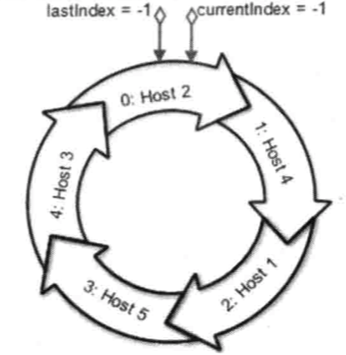 lastIndex = -1
currentIndex = -1
0: Host 2
1: Host 4
2: Host 1
3: Host 5
4: Host 3